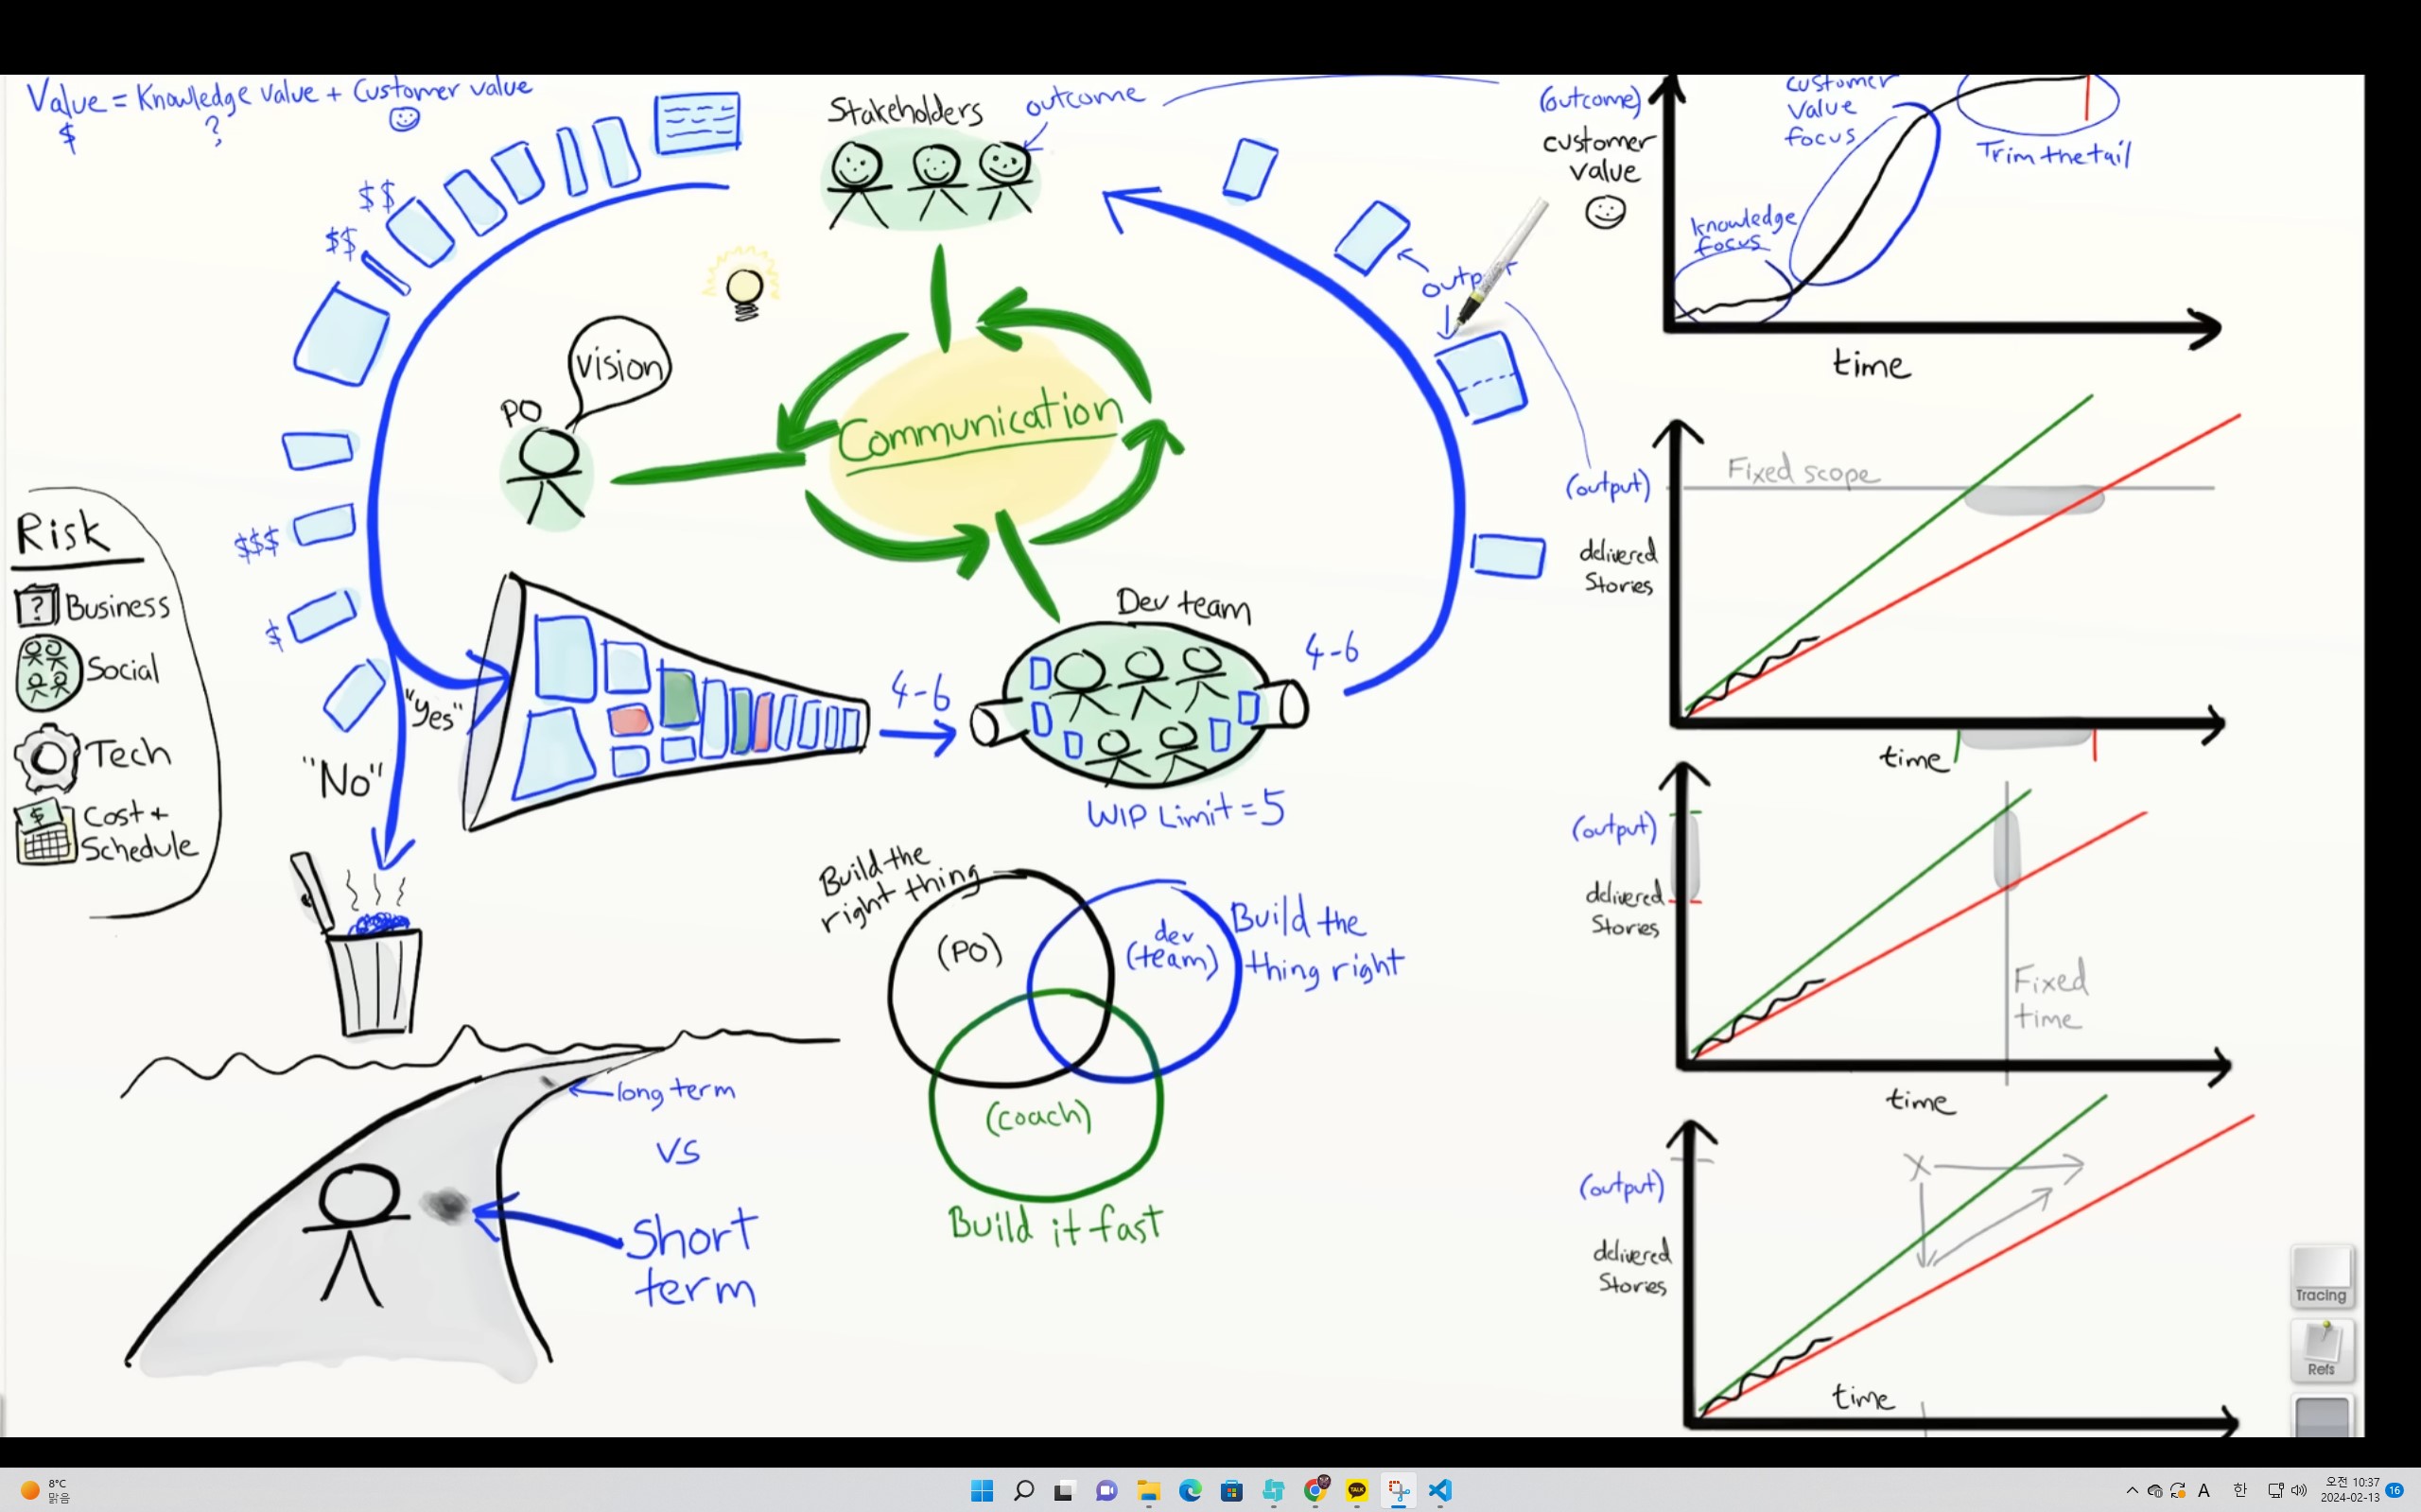 Value = Knowledge value + Customer value
$ ?
Stakeholders
outcome
$$
$$
$$$
$
vision
PO
Communication
Risk
? Business
Social
Tech
$ Cost +
Schedule
"Yes"
"No"
4-6
Dev team
4-6
WIP Limit = 5
Build the
right thing
(PO)
dev
(team)
Build the
thing right
(coach)
Build it fast
long term
VS
Short
term
(outcome)
customer
value
customer
value
focus
Trim the tail
knowledge
focus
time
(output)
delivered
Stories
Fixed scope
time
(output)
delivered
Stories
Fixed
time
time
(output)
delivered
Stories
X
time
Tracing
Refs
8°C
맑음
TALK
A
한
오전 10:37
2024-02-13
16